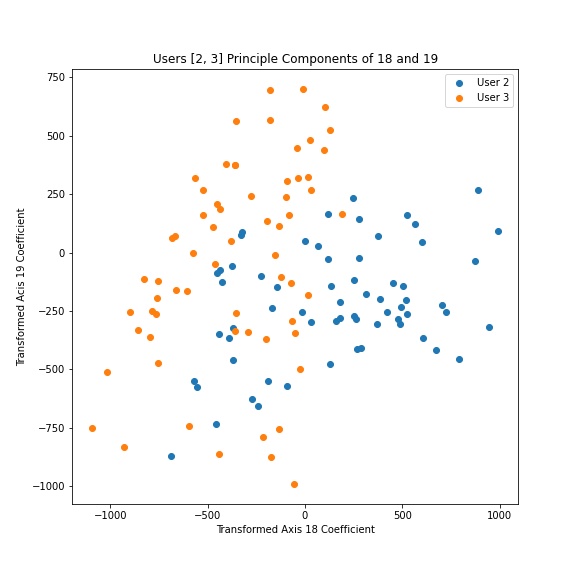 Users [2, 3] Principle Components of 18 and 19
User 2
User 3
Transformed Acis 19 Coefficient
750
500
250
0
−250
−500
−750
−1000
−1000
−500
0
500
1000
Transformed Axis 18 Coefficient